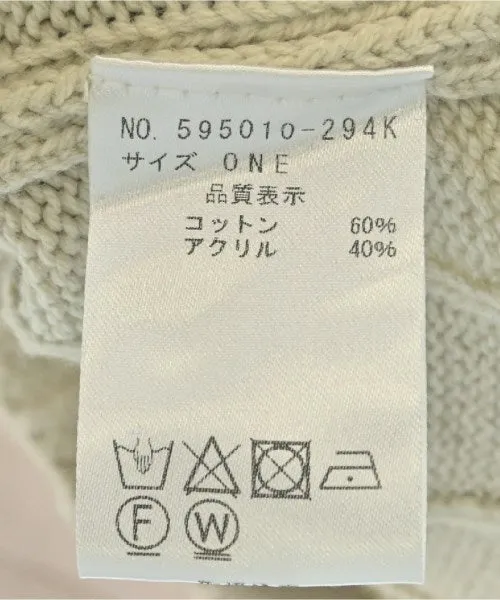 NO. 595010-294K
サイズ ONE
品質表示
コットン 60%
アクリル 40%
F W